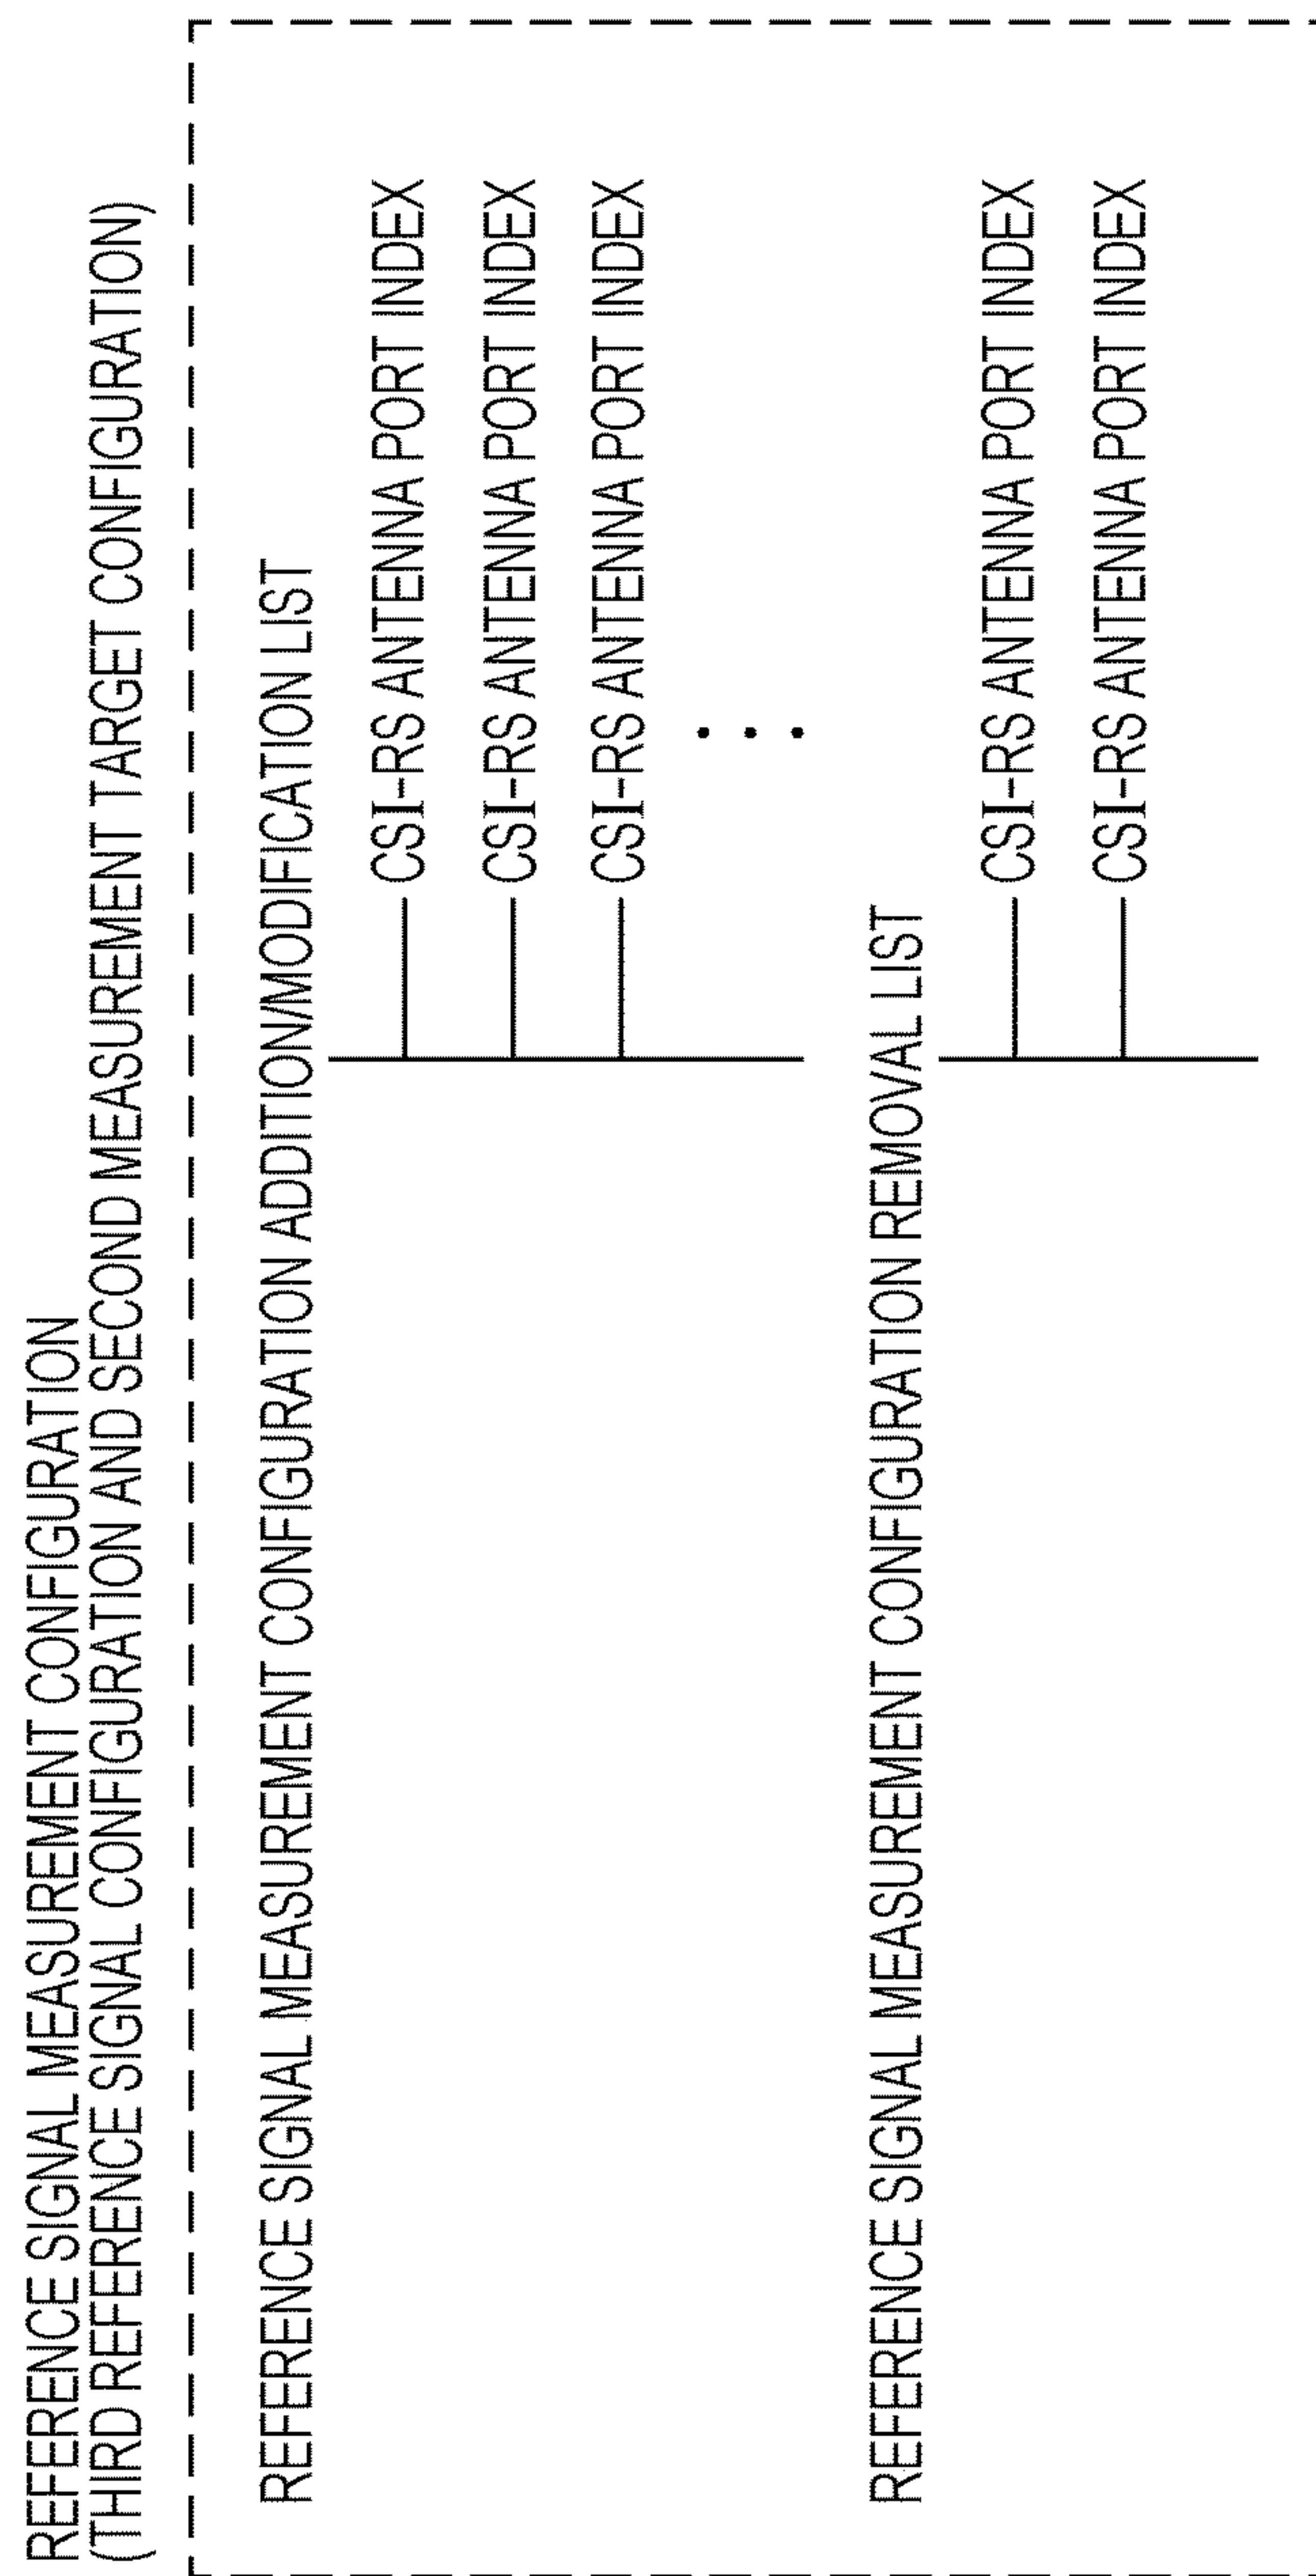 REFERENCE SIGNAL MEASUREMENT CONFIGURATION
(THIRD REFERENCE SIGNAL CONFIGURATION AND SECOND MEASUREMENT TARGET CONFIGURATION)
REFERENCE SIGNAL MEASUREMENT CONFIGURATION ADDITION/MODIFICATION LIST
CSI-RS ANTENNA PORT INDEX
CSI-RS ANTENNA PORT INDEX
CSI-RS ANTENNA PORT INDEX
...
REFERENCE SIGNAL MEASUREMENT CONFIGURATION REMOVAL LIST
CSI-RS ANTENNA PORT INDEX
CSI-RS ANTENNA PORT INDEX